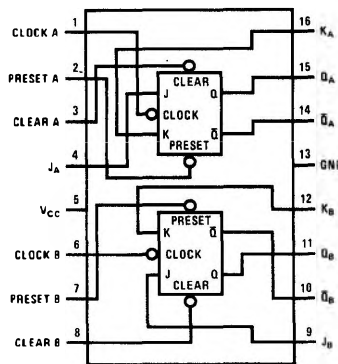 1 CLOCK A
2 PRESET A
3 CLEAR A
4 J_A
5 V_CC
6 CLOCK B
7 PRESET B
8 CLEAR B
16 K_A
15 Q_A
14 Q̅_A
13 GN
12 K_B
11 Q_B
10 Q̅_B
9 J_B
CLEAR
J Q
CLOCK
K Q̅
PRESET
PRESET
K Q̅
CLOCK
J Q
CLEAR